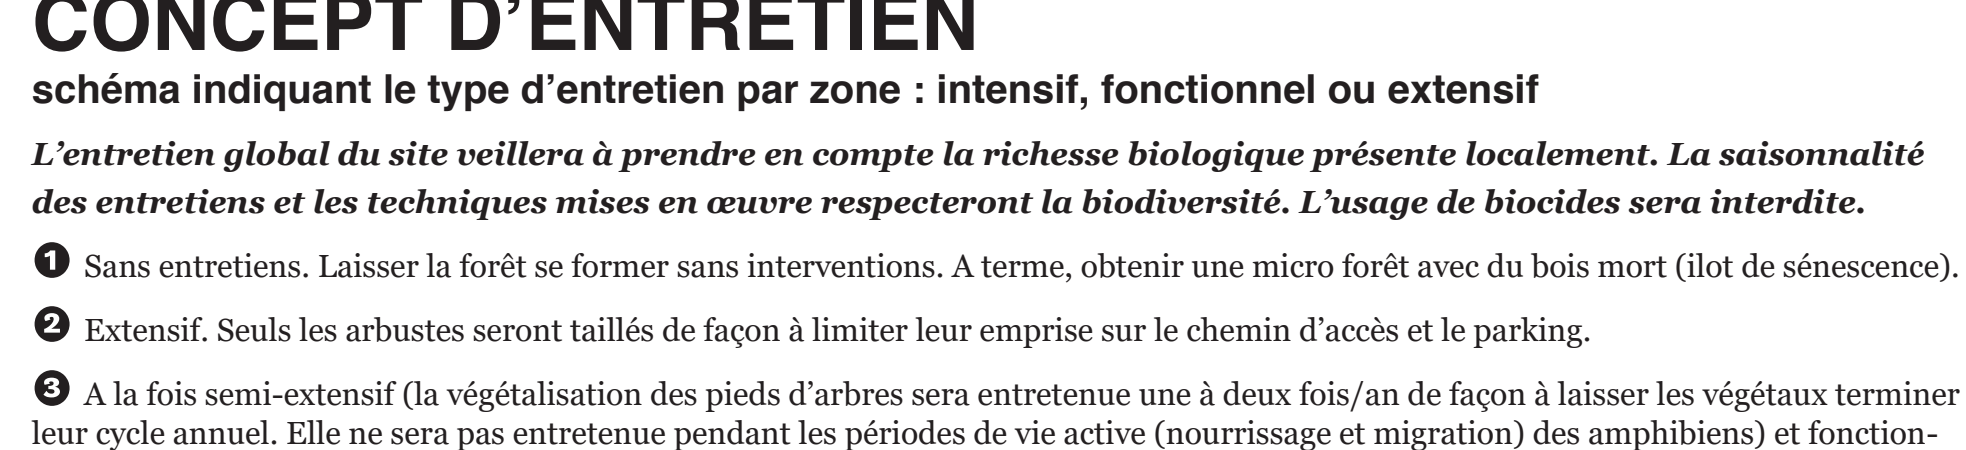 CONCEPT D’ENTRETIEN
schéma indiquant le type d’entretien par zone : intensif, fonctionnel ou extensif
L’entretien global du site veillera à prendre en compte la richesse biologique présente localement. La saisonnalité
des entretiens et les techniques mises en œuvre respecteront la biodiversité. L’usage de biocides sera interdite.
❶ Sans entretiens. Laisser la forêt se former sans interventions. A terme, obtenir une micro forêt avec du bois mort (ilot de sénescence).
❷ Extensif. Seuls les arbustes seront taillés de façon à limiter leur emprise sur le chemin d’accès et le parking.
❸ A la fois semi-extensif (la végétalisation des pieds d’arbres sera entretenue une à deux fois/an de façon à laisser les végétaux terminer
leur cycle annuel. Elle ne sera pas entretenue pendant les périodes de vie active (nourrissage et migration) des amphibiens) et fonction-